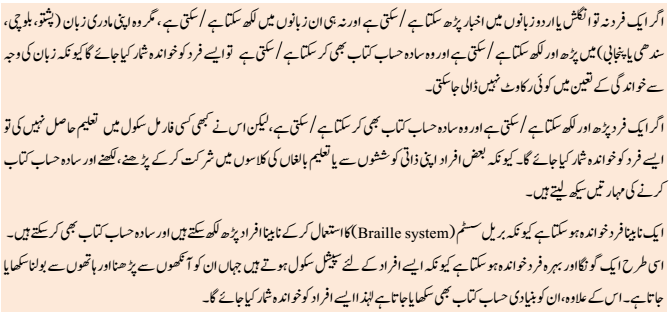 اگر ایک فرد نہ تو انگلش یا اردو زبانوں میں اخبار پڑھ سکتا ہے / سکتی ہے اور نہ ہی ان زبانوں میں لکھ سکتا ہے / سکتی ہے، مگر وہ اپنی مادری زبان (پشتو، بلوچی،
سندھی یا پنجابی) میں پڑھ اور لکھ سکتا ہے / سکتی ہے اور وہ سادہ حساب کتاب بھی کر سکتا ہے / سکتی ہے تو ایسے فرد کو خواندہ شمار کیا جائے گا کیونکہ زبان کی وجہ
سے خواندگی کے تعین میں کوئی رکاوٹ نہیں ڈالی جا سکتی۔
اگر ایک فرد پڑھ اور لکھ سکتا ہے / سکتی ہے اور وہ سادہ حساب کتاب بھی کر سکتا ہے / سکتی ہے، لیکن اس نے کبھی کسی فارمل سکول میں تعلیم حاصل نہیں کی تو
ایسے فرد کو خواندہ شمار کیا جائے گا۔ کیونکہ بعض افراد اپنی ذاتی کوششوں سے یا تعلیم بالغاں کی کلاسوں میں شرکت کر کے پڑھنے، لکھنے اور سادہ حساب کتاب
کرنے کی مہارتیں سیکھ لیتے ہیں۔
ایک نابینا فرد خواندہ ہو سکتا ہے کیونکہ بریل سسٹم (Braille system) کا استعمال کر کے نابینا افراد پڑھ لکھ سکتے ہیں اور سادہ حساب کتاب بھی کر سکتے ہیں۔
اسی طرح ایک گونگا اور بہرہ فرد خواندہ ہو سکتا ہے کیونکہ ایسے افراد کے لئے سپیشل سکول ہوتے ہیں جہاں ان کو آنکھوں سے پڑھنا اور ہاتھوں سے بولنا سکھایا
جاتا ہے۔ اس کے علاوہ، ان کو بنیادی حساب کتاب بھی سکھایا جاتا ہے لہٰذا ایسے افراد کو خواندہ شمار کیا جائے گا۔